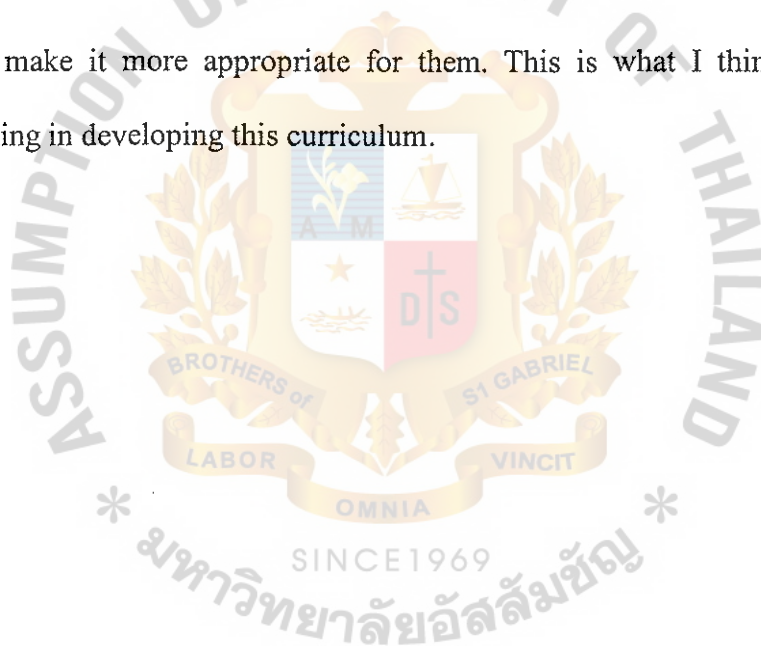 make it more appropriate for them. This is what I thin
ing in developing this curriculum.
ASSUMPTION
OF THAILAND
A M
D S
BROTHERS of
S1 GABRIEL
LABOR
VINCIT
OMNIA
SINCE1969
มหาวิทยาลัยอัสสัมชัญ